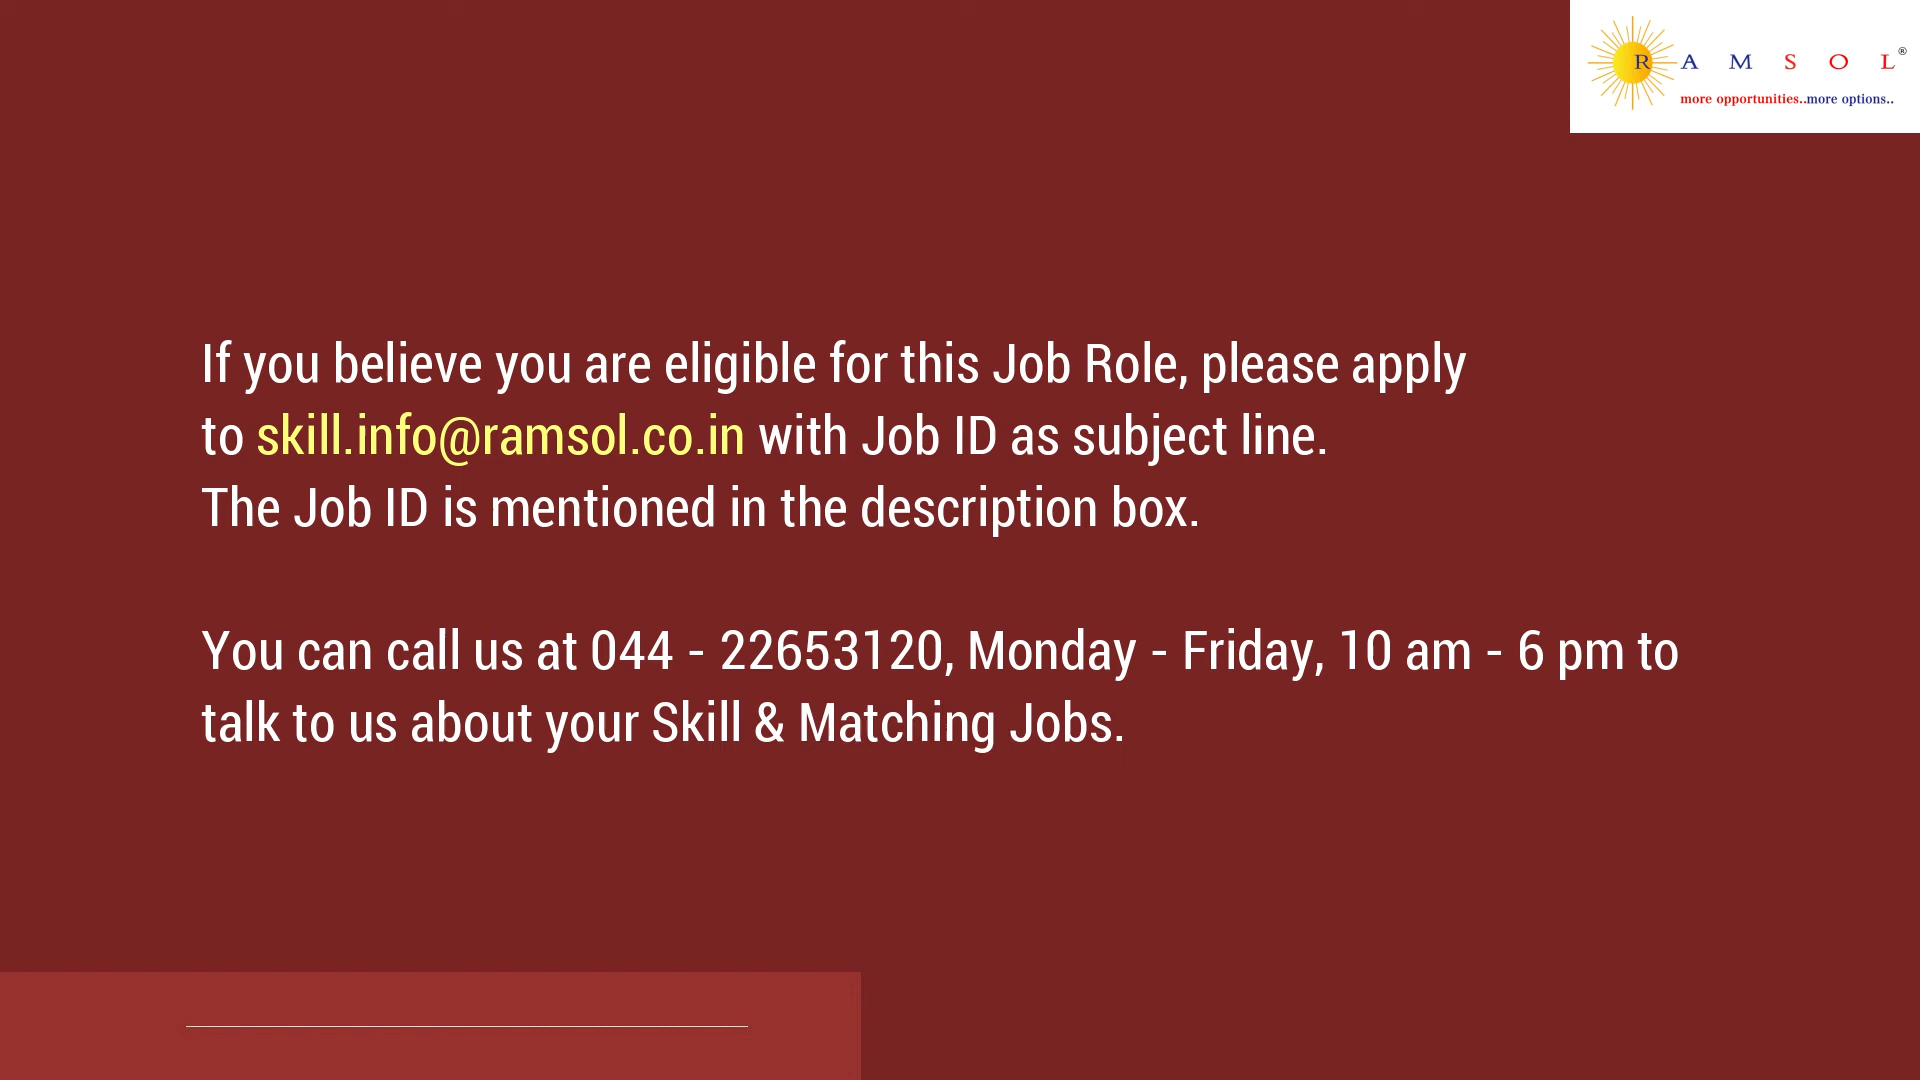 R A M S O L ®
more opportunities..more options..
If you believe you are eligible for this Job Role, please apply
to skill.info@ramsol.co.in with Job ID as subject line.
The Job ID is mentioned in the description box.
You can call us at 044 - 22653120, Monday - Friday, 10 am - 6 pm to
talk to us about your Skill & Matching Jobs.